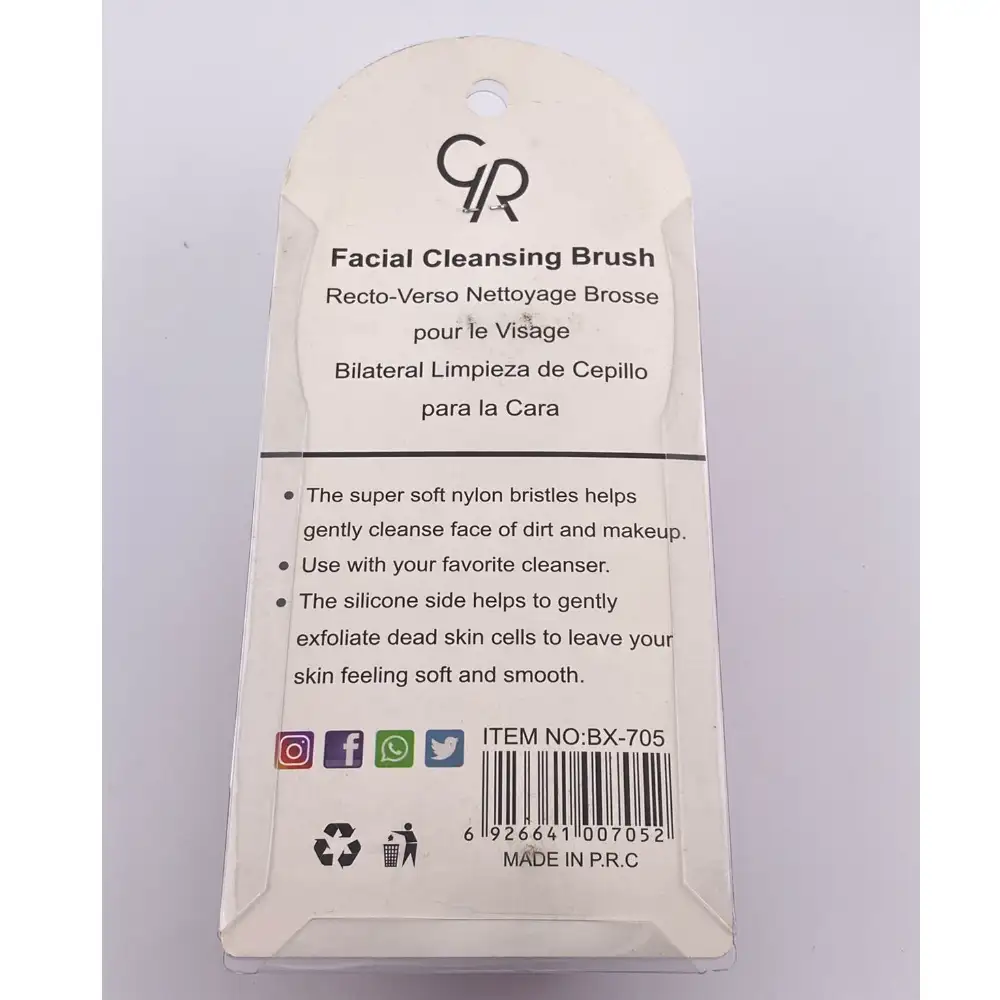 GR
Facial Cleansing Brush
Recto-Verso Nettoyage Brosse
pour le Visage
Bilateral Limpieza de Cepillo
para la Cara
• The super soft nylon bristles helps
gently cleanse face of dirt and makeup.
• Use with your favorite cleanser.
• The silicone side helps to gently
exfoliate dead skin cells to leave your
skin feeling soft and smooth.
ITEM NO:BX-705
6 926641 007052
MADE IN P.R.C